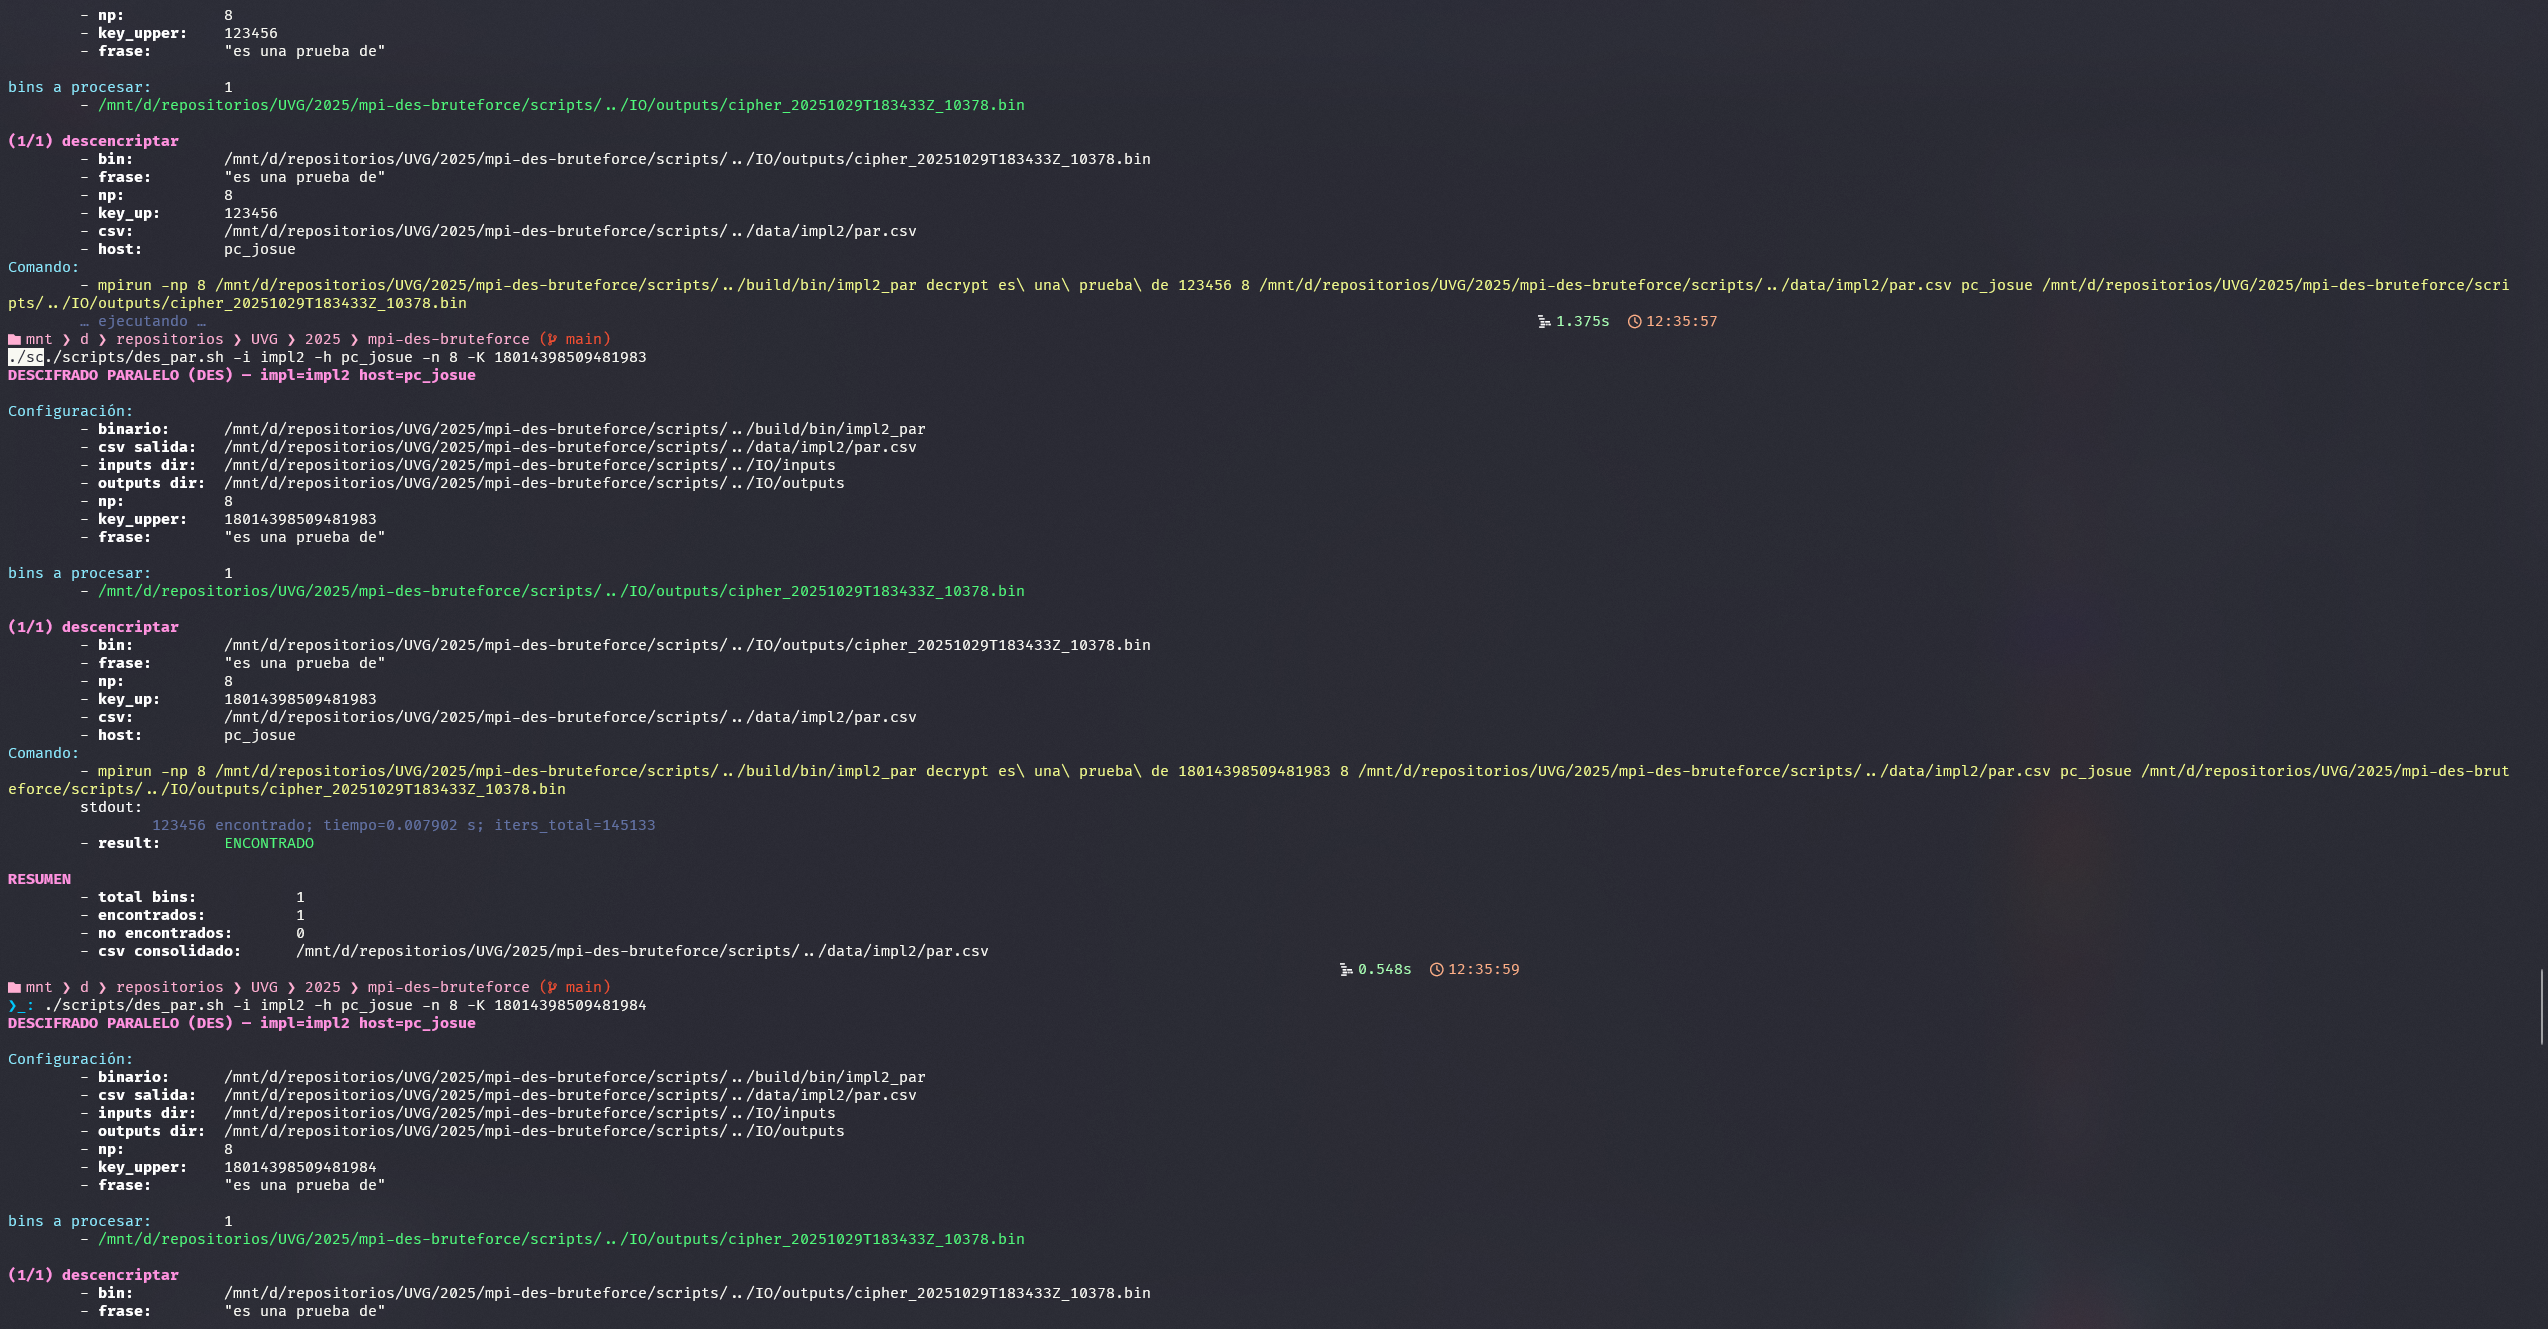 - np: 8
- key_upper: 123456
- frase: "es una prueba de"
bins a procesar: 1
- /mnt/d/repositorios/UVG/2025/mpi-des-bruteforce/scripts/../IO/outputs/cipher_20251029T183433Z_10378.bin
(1/1) descencriptar
- bin: /mnt/d/repositorios/UVG/2025/mpi-des-bruteforce/scripts/../IO/outputs/cipher_20251029T183433Z_10378.bin
- frase: "es una prueba de"
- np: 8
- key_up: 123456
- csv: /mnt/d/repositorios/UVG/2025/mpi-des-bruteforce/scripts/../data/impl2/par.csv
- host: pc_josue
Comando:
- mpirun -np 8 /mnt/d/repositorios/UVG/2025/mpi-des-bruteforce/scripts/../build/bin/impl2_par decrypt es\ una\ prueba\ de 123456 8 /mnt/d/repositorios/UVG/2025/mpi-des-bruteforce/scripts/../data/impl2/par.csv pc_josue /mnt/d/repositorios/UVG/2025/mpi-des-bruteforce/scri
pts/../IO/outputs/cipher_20251029T183433Z_10378.bin
… ejecutando … 1.375s 12:35:57
mnt ❯ d ❯ repositorios ❯ UVG ❯ 2025 ❯ mpi-des-bruteforce ( main)
./sc./scripts/des_par.sh -i impl2 -h pc_josue -n 8 -K 18014398509481983
DESCIFRADO PARALELO (DES) — impl=impl2 host=pc_josue
Configuración:
- binario: /mnt/d/repositorios/UVG/2025/mpi-des-bruteforce/scripts/../build/bin/impl2_par
- csv salida: /mnt/d/repositorios/UVG/2025/mpi-des-bruteforce/scripts/../data/impl2/par.csv
- inputs dir: /mnt/d/repositorios/UVG/2025/mpi-des-bruteforce/scripts/../IO/inputs
- outputs dir: /mnt/d/repositorios/UVG/2025/mpi-des-bruteforce/scripts/../IO/outputs
- np: 8
- key_upper: 18014398509481983
- frase: "es una prueba de"
bins a procesar: 1
- /mnt/d/repositorios/UVG/2025/mpi-des-bruteforce/scripts/../IO/outputs/cipher_20251029T183433Z_10378.bin
(1/1) descencriptar
- bin: /mnt/d/repositorios/UVG/2025/mpi-des-bruteforce/scripts/../IO/outputs/cipher_20251029T183433Z_10378.bin
- frase: "es una prueba de"
- np: 8
- key_up: 18014398509481983
- csv: /mnt/d/repositorios/UVG/2025/mpi-des-bruteforce/scripts/../data/impl2/par.csv
- host: pc_josue
Comando:
- mpirun -np 8 /mnt/d/repositorios/UVG/2025/mpi-des-bruteforce/scripts/../build/bin/impl2_par decrypt es\ una\ prueba\ de 18014398509481983 8 /mnt/d/repositorios/UVG/2025/mpi-des-bruteforce/scripts/../data/impl2/par.csv pc_josue /mnt/d/repositorios/UVG/2025/mpi-des-brut
eforce/scripts/../IO/outputs/cipher_20251029T183433Z_10378.bin
stdout:
123456 encontrado; tiempo=0.007902 s; iters_total=145133
- result: ENCONTRADO
RESUMEN
- total bins: 1
- encontrados: 1
- no encontrados: 0
- csv consolidado: /mnt/d/repositorios/UVG/2025/mpi-des-bruteforce/scripts/../data/impl2/par.csv
0.548s 12:35:59
mnt ❯ d ❯ repositorios ❯ UVG ❯ 2025 ❯ mpi-des-bruteforce ( main)
❯_: ./scripts/des_par.sh -i impl2 -h pc_josue -n 8 -K 18014398509481984
DESCIFRADO PARALELO (DES) — impl=impl2 host=pc_josue
Configuración:
- binario: /mnt/d/repositorios/UVG/2025/mpi-des-bruteforce/scripts/../build/bin/impl2_par
- csv salida: /mnt/d/repositorios/UVG/2025/mpi-des-bruteforce/scripts/../data/impl2/par.csv
- inputs dir: /mnt/d/repositorios/UVG/2025/mpi-des-bruteforce/scripts/../IO/inputs
- outputs dir: /mnt/d/repositorios/UVG/2025/mpi-des-bruteforce/scripts/../IO/outputs
- np: 8
- key_upper: 18014398509481984
- frase: "es una prueba de"
bins a procesar: 1
- /mnt/d/repositorios/UVG/2025/mpi-des-bruteforce/scripts/../IO/outputs/cipher_20251029T183433Z_10378.bin
(1/1) descencriptar
- bin: /mnt/d/repositorios/UVG/2025/mpi-des-bruteforce/scripts/../IO/outputs/cipher_20251029T183433Z_10378.bin
- frase: "es una prueba de"